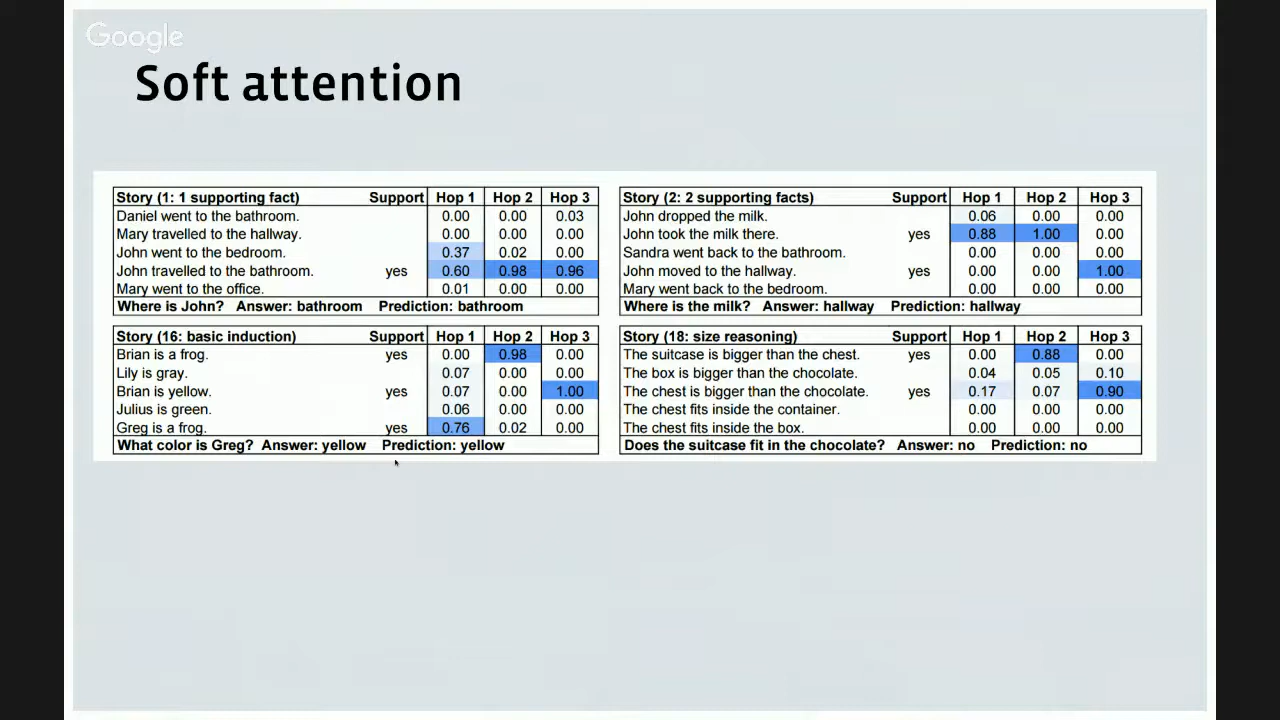 Google
Soft attention
Story (1: 1 supporting fact) Support Hop 1 Hop 2 Hop 3
Daniel went to the bathroom. 0.00 0.00 0.03
Mary travelled to the hallway. 0.00 0.00 0.00
John went to the bedroom. 0.37 0.02 0.00
John travelled to the bathroom. yes 0.60 0.98 0.96
Mary went to the office. 0.01 0.00 0.00
Where is John? Answer: bathroom Prediction: bathroom
Story (2: 2 supporting facts) Support Hop 1 Hop 2 Hop 3
John dropped the milk. 0.06 0.00 0.00
John took the milk there. yes 0.88 1.00 0.00
Sandra went back to the bathroom. 0.00 0.00 0.00
John moved to the hallway. yes 0.00 0.00 1.00
Mary went back to the bedroom. 0.00 0.00 0.00
Where is the milk? Answer: hallway Prediction: hallway
Story (16: basic induction) Support Hop 1 Hop 2 Hop 3
Brian is a frog. yes 0.00 0.98 0.00
Lily is gray. 0.07 0.00 0.00
Brian is yellow. yes 0.07 0.00 1.00
Julius is green. 0.06 0.00 0.00
Greg is a frog. yes 0.76 0.02 0.00
What color is Greg? Answer: yellow Prediction: yellow
Story (18: size reasoning) Support Hop 1 Hop 2 Hop 3
The suitcase is bigger than the chest. yes 0.00 0.88 0.00
The box is bigger than the chocolate. 0.04 0.05 0.10
The chest is bigger than the chocolate. yes 0.17 0.07 0.90
The chest fits inside the container. 0.00 0.00 0.00
The chest fits inside the box. 0.00 0.00 0.00
Does the suitcase fit in the chocolate? Answer: no Prediction: no